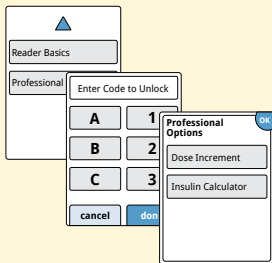 Reader Basics
Professional
Enter Code to Unlock
A 1
B 2
C 3
cancel don
Professional
Options
OK
Dose Increment
Insulin Calculator